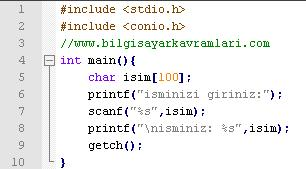 1 #include <stdio.h>
2 #include <conio.h>
3 //www.bilgisayarkavramlari.com
4 int main(){
5 char isim[100];
6 printf("isminizi giriniz:");
7 scanf("%s",isim);
8 printf("\nisminiz: %s",isim);
9 getch();
10 }